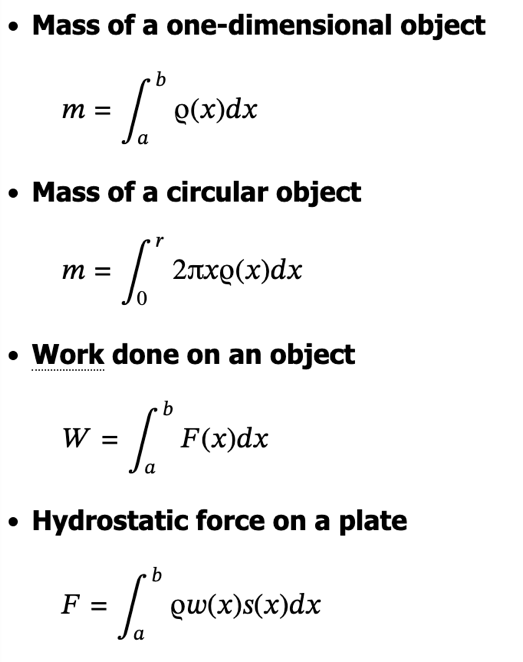 • Mass of a one-dimensional object
m = ∫_a^b ϱ(x)dx
• Mass of a circular object
m = ∫_0^r 2πxϱ(x)dx
• Work done on an object
W = ∫_a^b F(x)dx
• Hydrostatic force on a plate
F = ∫_a^b ϱw(x)s(x)dx